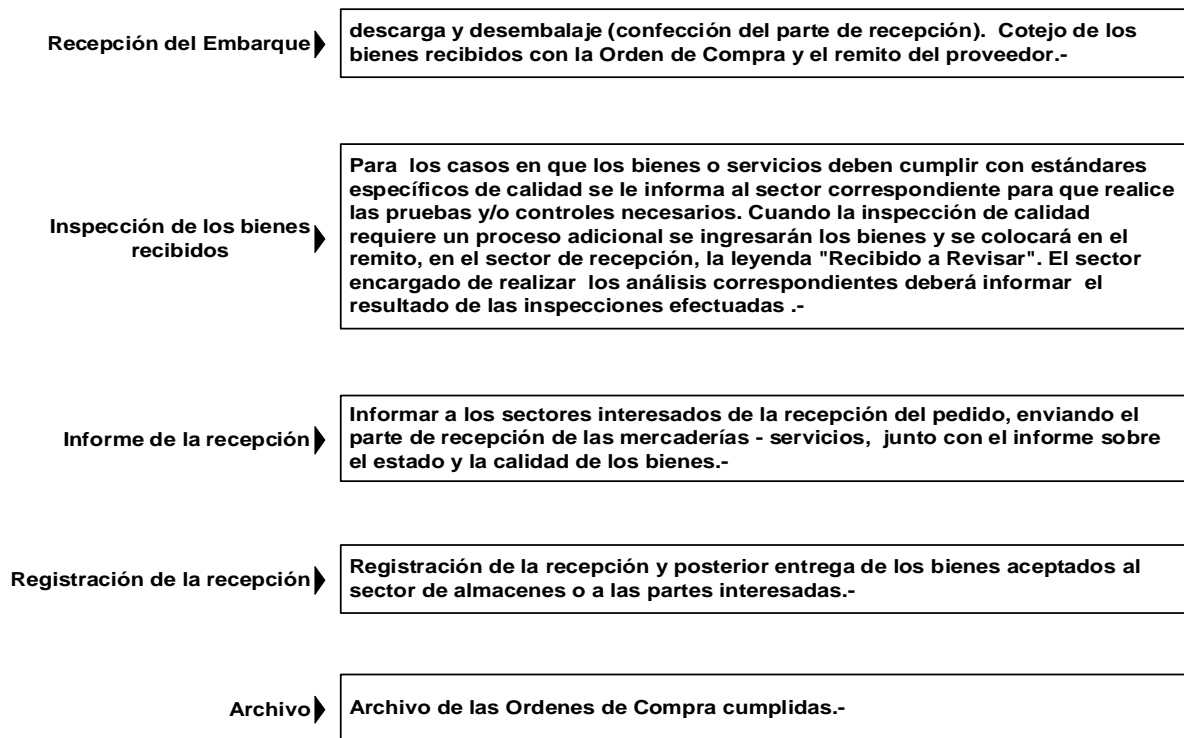 Recepción del Embarque
descarga y desembalaje (confección del parte de recepción).  Cotejo de los
bienes recibidos con la Orden de Compra y el remito del proveedor.-
Inspección de los bienes
recibidos
Para  los casos en que los bienes o servicios deben cumplir con estándares
específicos de calidad se le informa al sector correspondiente para que realice
las pruebas y/o controles necesarios. Cuando la inspección de calidad
requiere un proceso adicional se ingresarán los bienes y se colocará en el
remito, en el sector de recepción, la leyenda "Recibido a Revisar". El sector
encargado de realizar  los análisis correspondientes deberá informar  el
resultado de las inspecciones efectuadas .-
Informe de la recepción
Informar a los sectores interesados de la recepción del pedido, enviando el
parte de recepción de las mercaderías - servicios,  junto con el informe sobre
el estado y la calidad de los bienes.-
Registración de la recepción
Registración de la recepción y posterior entrega de los bienes aceptados al
sector de almacenes o a las partes interesadas.-
Archivo
Archivo de las Ordenes de Compra cumplidas.-